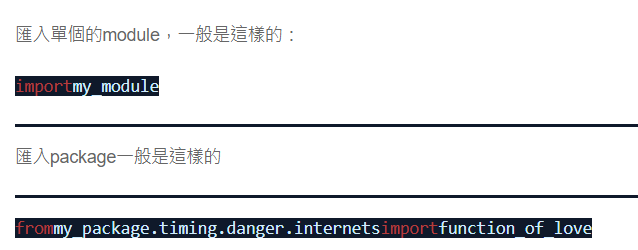 匯入單個的module，一般是這樣的：
importmy_module
匯入package一般是這樣的
frommy_package.timing.danger.internetsimportfunction_of_love